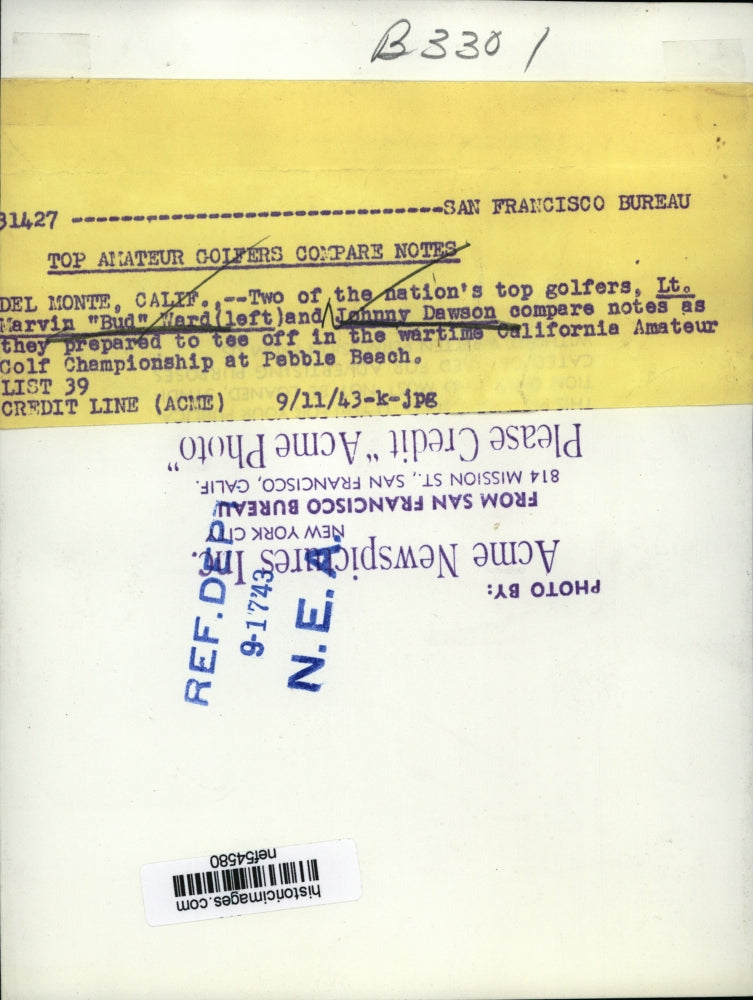 B3301
31427 -------------------------------SAN FRANCISCO BUREAU
TOP AMATEUR GOLFERS COMPARE NOTES
DEL MONTE, CALIF.,--Two of the nation's top golfers, Lt.
Marvin "Bud" Ward(left)and Johnny Dawson compare notes as
they prepared to tee off in the wartime California Amateur
Golf Championship at Pebble Beach.
LIST 39
CREDIT LINE (ACME) 9/11/43-k-jpg
PHOTO BY:
Acme Newspictures Inc.
NEW YORK CITY
FROM SAN FRANCISCO BUREAU
814 MISSION ST., SAN FRANCISCO, CALIF.
Please Credit "Acme Photo"
REF. DEPT.
9-17 43
N. E. A.
historicimages.com
nef54580